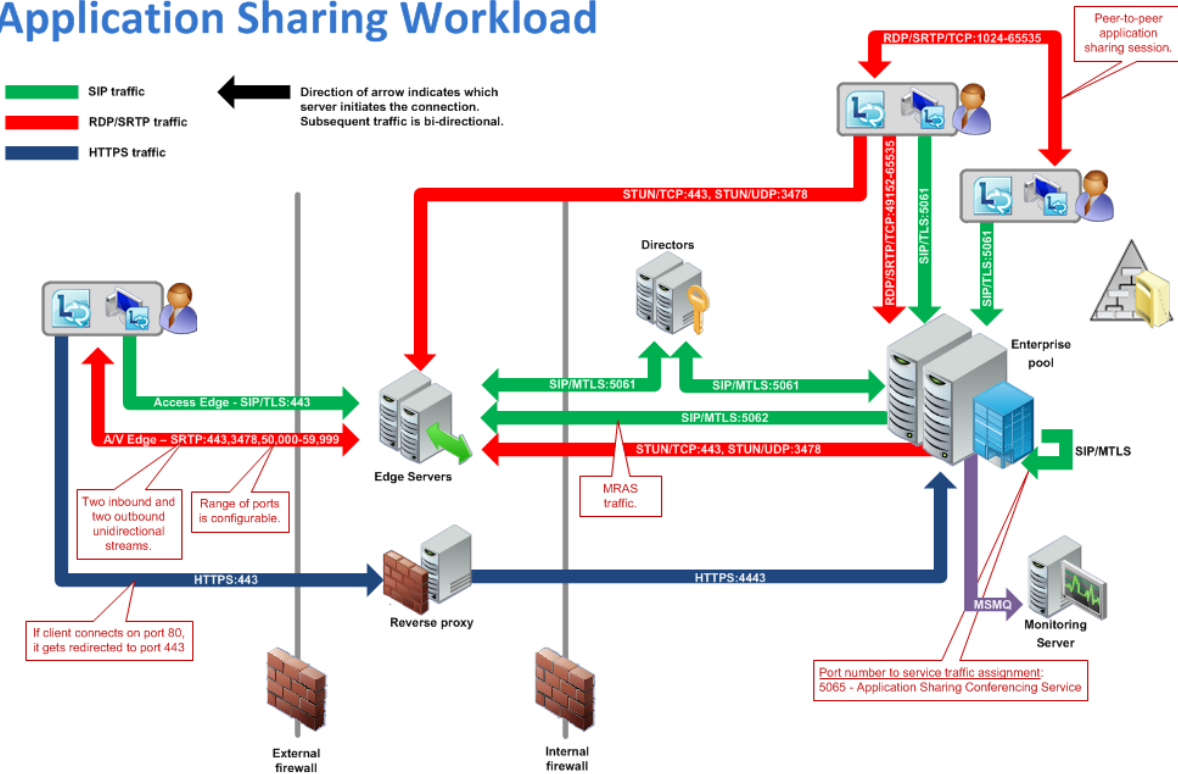 Application Sharing Workload
SIP traffic
RDP/SRTP traffic
HTTPS traffic
Direction of arrow indicates which
server initiates the connection.
Subsequent traffic is bi-directional.
RDP/SRTP/TCP:1024-65535
Peer-to-peer
application
sharing session.
STUN/TCP:443, STUN/UDP:3478
RDP/SRTP/TCP:49152-65535
SIP/TLS:5061
SIP/TLS:5061
Directors
Enterprise
pool
SIP/MTLS:5061
SIP/MTLS:5061
Access Edge - SIP/TLS:443
SIP/MTLS:5062
A/V Edge – SRTP:443,3478,50,000-59,999
STUN/TCP:443, STUN/UDP:3478
SIP/MTLS
Edge Servers
Two inbound and
two outbound
unidirectional
streams.
Range of ports
is configurable.
MRAS
traffic.
HTTPS:443
HTTPS:4443
Reverse proxy
MSMQ
Monitoring
Server
If client connects on port 80,
it gets redirected to port 443
Port number to service traffic assignment:
5065 - Application Sharing Conferencing Service
External
firewall
Internal
firewall